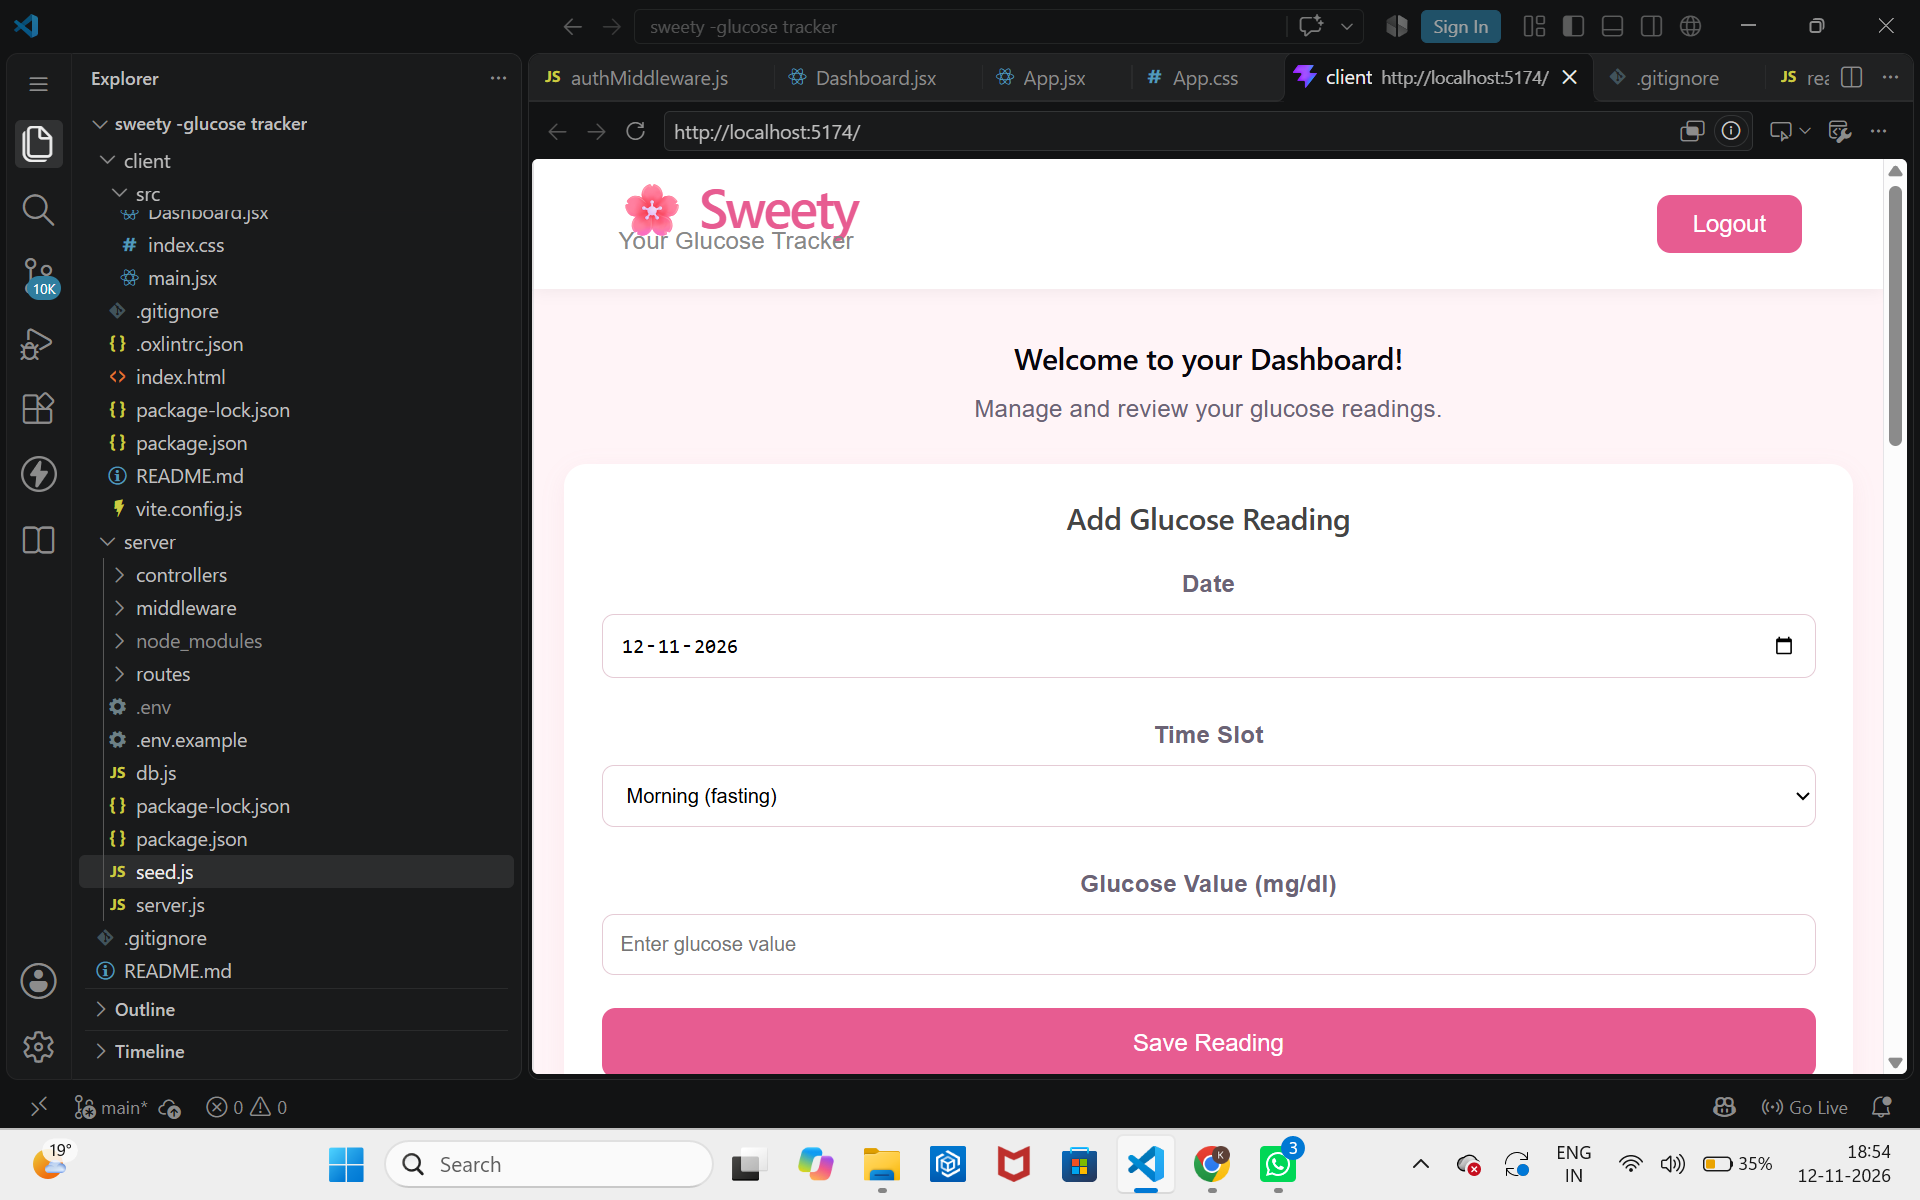 sweety -glucose tracker
Sign In
Explorer
sweety -glucose tracker
client
src
Dashboard.jsx
index.css
main.jsx
.gitignore
.oxlintrc.json
index.html
package-lock.json
package.json
README.md
vite.config.js
server
controllers
middleware
node_modules
routes
.env
.env.example
db.js
package-lock.json
package.json
seed.js
server.js
.gitignore
README.md
Outline
Timeline
10K
authMiddleware.js
Dashboard.jsx
App.jsx
App.css
client http://localhost:5174/
.gitignore
http://localhost:5174/
🌸 Sweety
Your Glucose Tracker
Logout
Welcome to your Dashboard!
Manage and review your glucose readings.
Add Glucose Reading
Date
12-11-2026
Time Slot
Morning (fasting)
Glucose Value (mg/dl)
Enter glucose value
Save Reading
main*
0 0
Go Live
19°
Search
3
ENG
IN
35%
18:54
12-11-2026